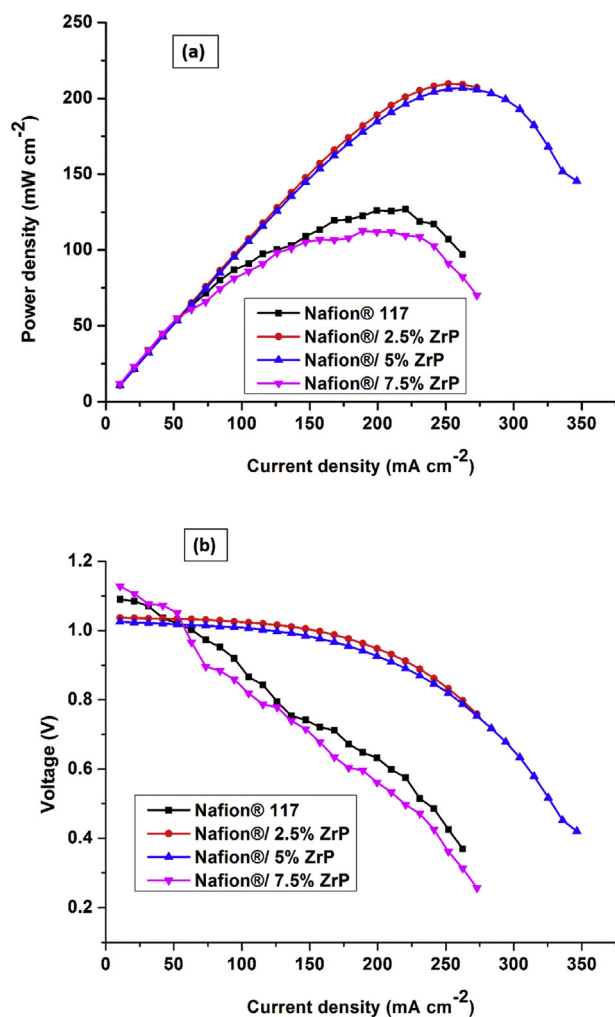 (a)
250
200
150
100
50
0
Power density (mW cm-2)
Nafion® 117
Nafion®/ 2.5% ZrP
Nafion®/ 5% ZrP
Nafion®/ 7.5% ZrP
0 50 100 150 200 250 300 350
Current density (mA cm-2)
(b)
1.2
1.0
0.8
0.6
0.4
0.2
Voltage (V)
Nafion® 117
Nafion®/ 2.5% ZrP
Nafion®/ 5% ZrP
Nafion®/ 7.5% ZrP
0 50 100 150 200 250 300 350
Current density (mA cm-2)